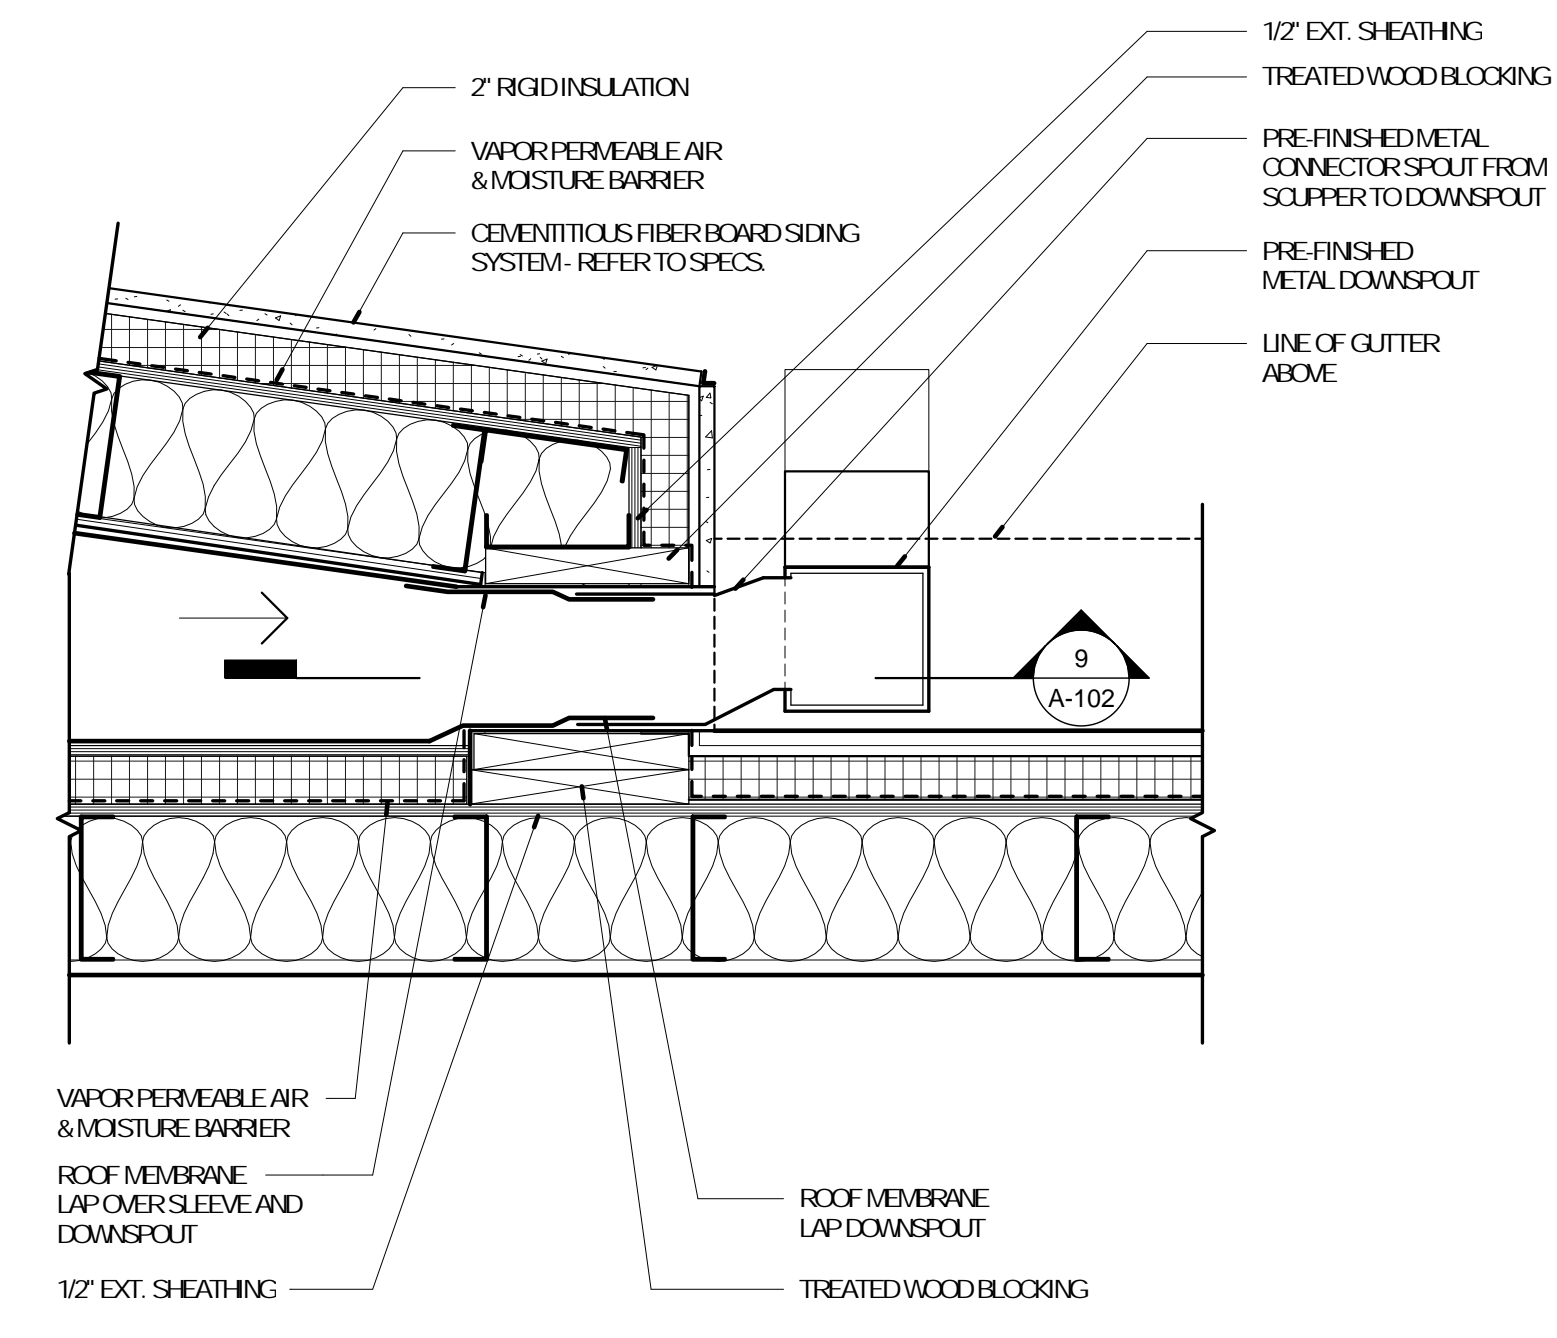 2" RIGID INSULATION
VAPOR PERMEABLE AIR
& MOISTURE BARRIER
CEMENTITIOUS FIBER BOARD SIDING
SYSTEM - REFER TO SPECS.
1/2" EXT. SHEATHING
TREATED WOOD BLOCKING
PRE-FINISHED METAL
CONNECTOR SPOUT FROM
SCUPPER TO DOWNSPOUT
PRE-FINISHED
METAL DOWNSPOUT
LINE OF GUTTER
ABOVE
9
A-102
VAPOR PERMEABLE AIR
& MOISTURE BARRIER
ROOF MEMBRANE
LAP OVER SLEEVE AND
DOWNSPOUT
1/2" EXT. SHEATHING
ROOF MEMBRANE
LAP DOWNSPOUT
TREATED WOOD BLOCKING